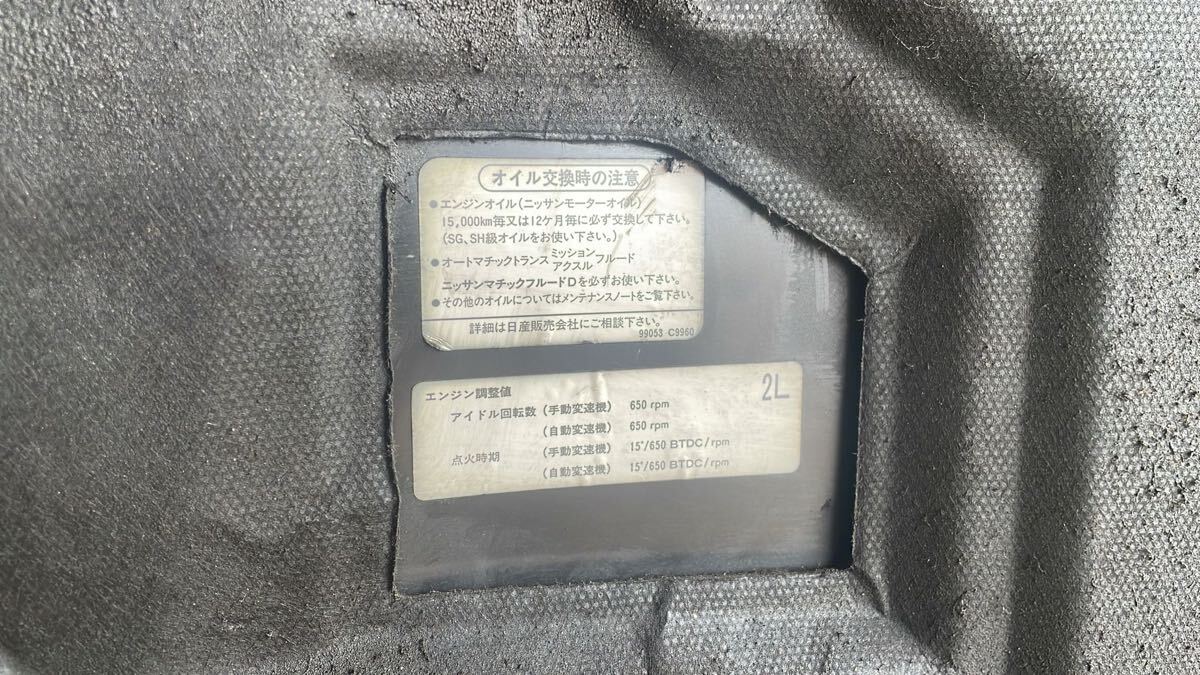 オイル交換時の注意
●エンジンオイル(ニッサンモーターオイル)
15,000km毎又は12ケ月毎に必ず交換して下さい。
(SG、SH級オイルをお使い下さい。)
●オートマチックトランスミッションアクスルフルード
ニッサンマチックフルードDを必ずお使い下さい。
●その他のオイルについてはメンテナンスノートをご覧下さい。
詳細は日産販売会社にご相談下さい。
99053 C9960
エンジン調整値 2L
アイドル回転数 (手動変速機) 650 rpm
(自動変速機) 650 rpm
点火時期 (手動変速機) 15°/650 BTDC/rpm
(自動変速機) 15°/650 BTDC/rpm